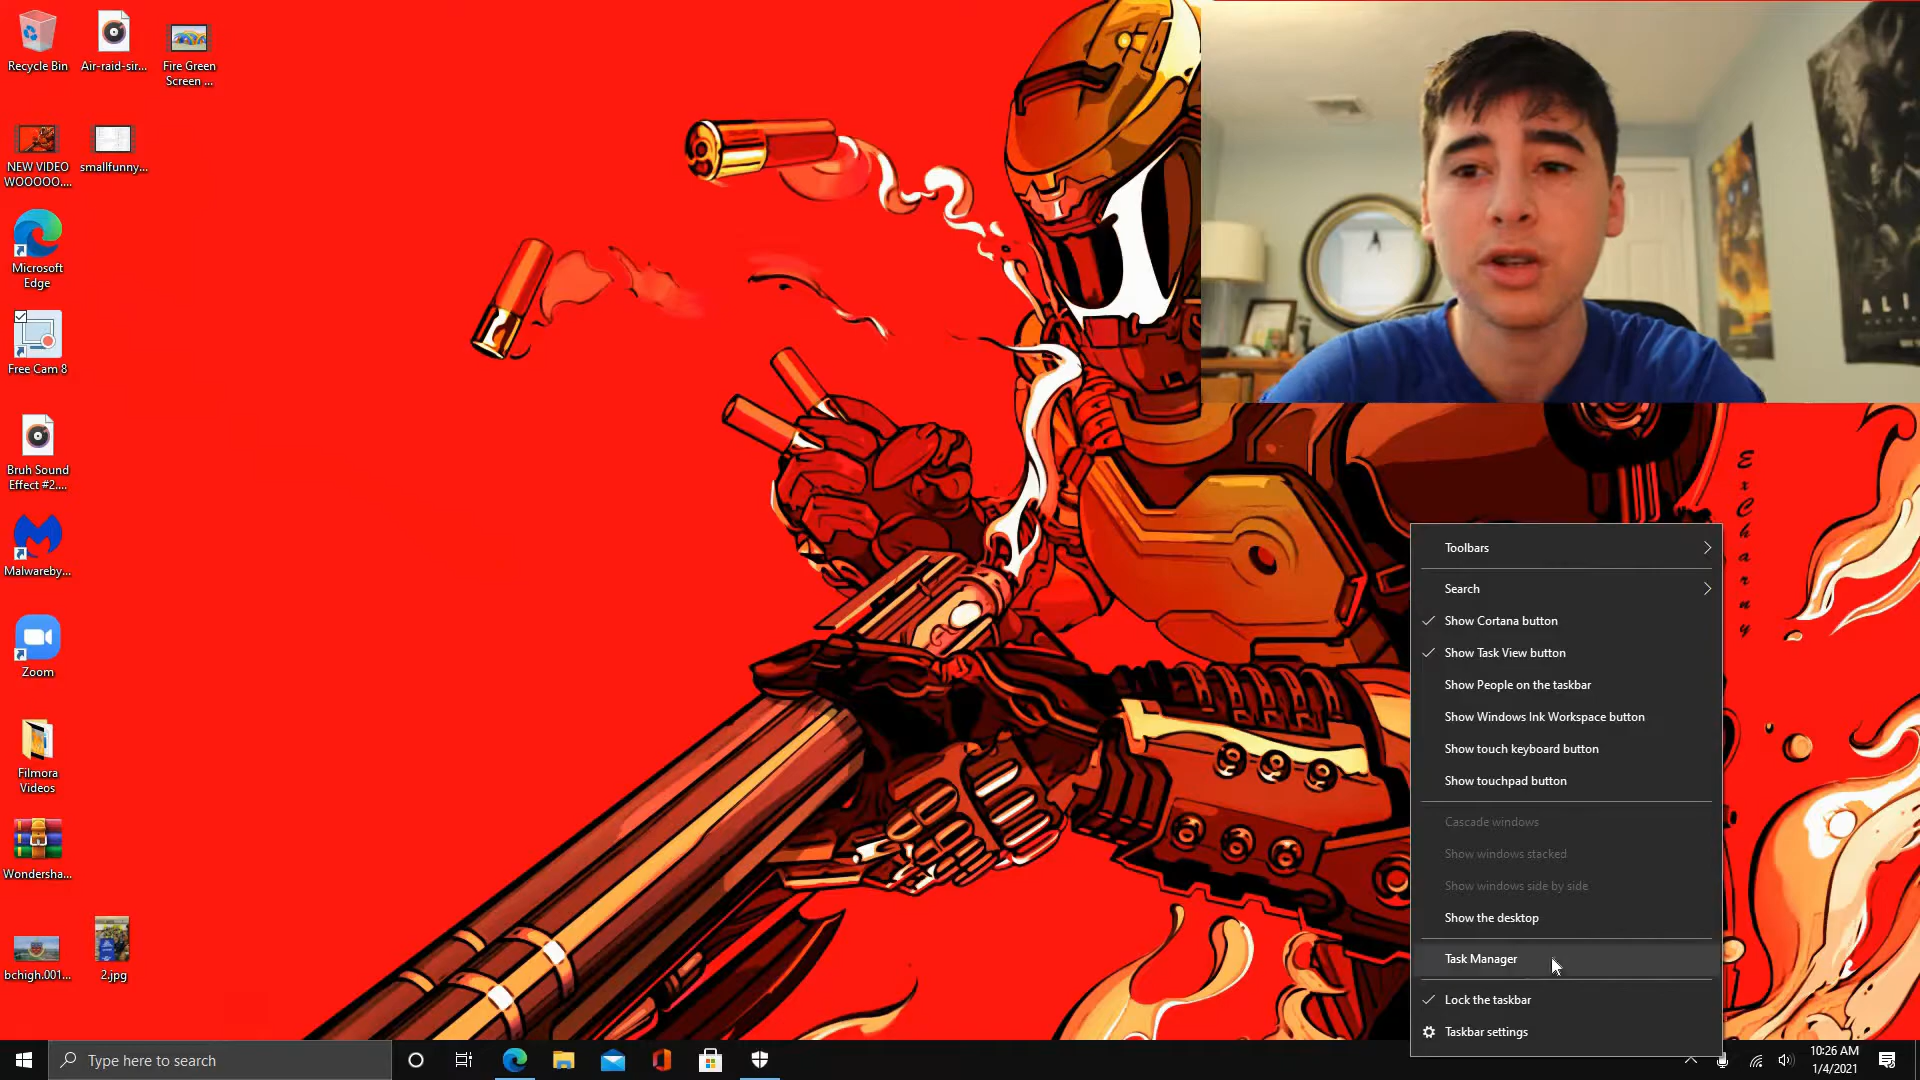 Recycle Bin
Air-raid-sir...
Fire Green
Screen ...
NEW VIDEO
WOOOOO....
smallfunny...
Microsoft
Edge
Free Cam 8
Bruh Sound
Effect #2....
Malwareby...
Zoom
Filmora
Videos
Wondersha...
bchigh.001...
2.jpg
ALI
ExCharny
Toolbars
Search
Show Cortana button
Show Task View button
Show People on the taskbar
Show Windows Ink Workspace button
Show touch keyboard button
Show touchpad button
Cascade windows
Show windows stacked
Show windows side by side
Show the desktop
Task Manager
Lock the taskbar
Taskbar settings
Type here to search
10:26 AM
1/4/2021